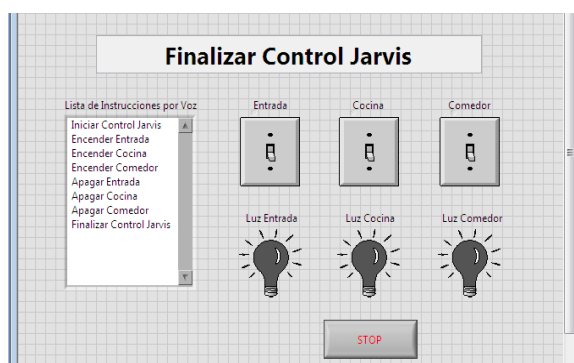 Finalizar Control Jarvis
Lista de Instrucciones por Voz
Iniciar Control Jarvis
Encender Entrada
Encender Cocina
Encender Comedor
Apagar Entrada
Apagar Cocina
Apagar Comedor
Finalizar Control Jarvis
Entrada
Cocina
Comedor
Luz Entrada
Luz Cocina
Luz Comedor
STOP